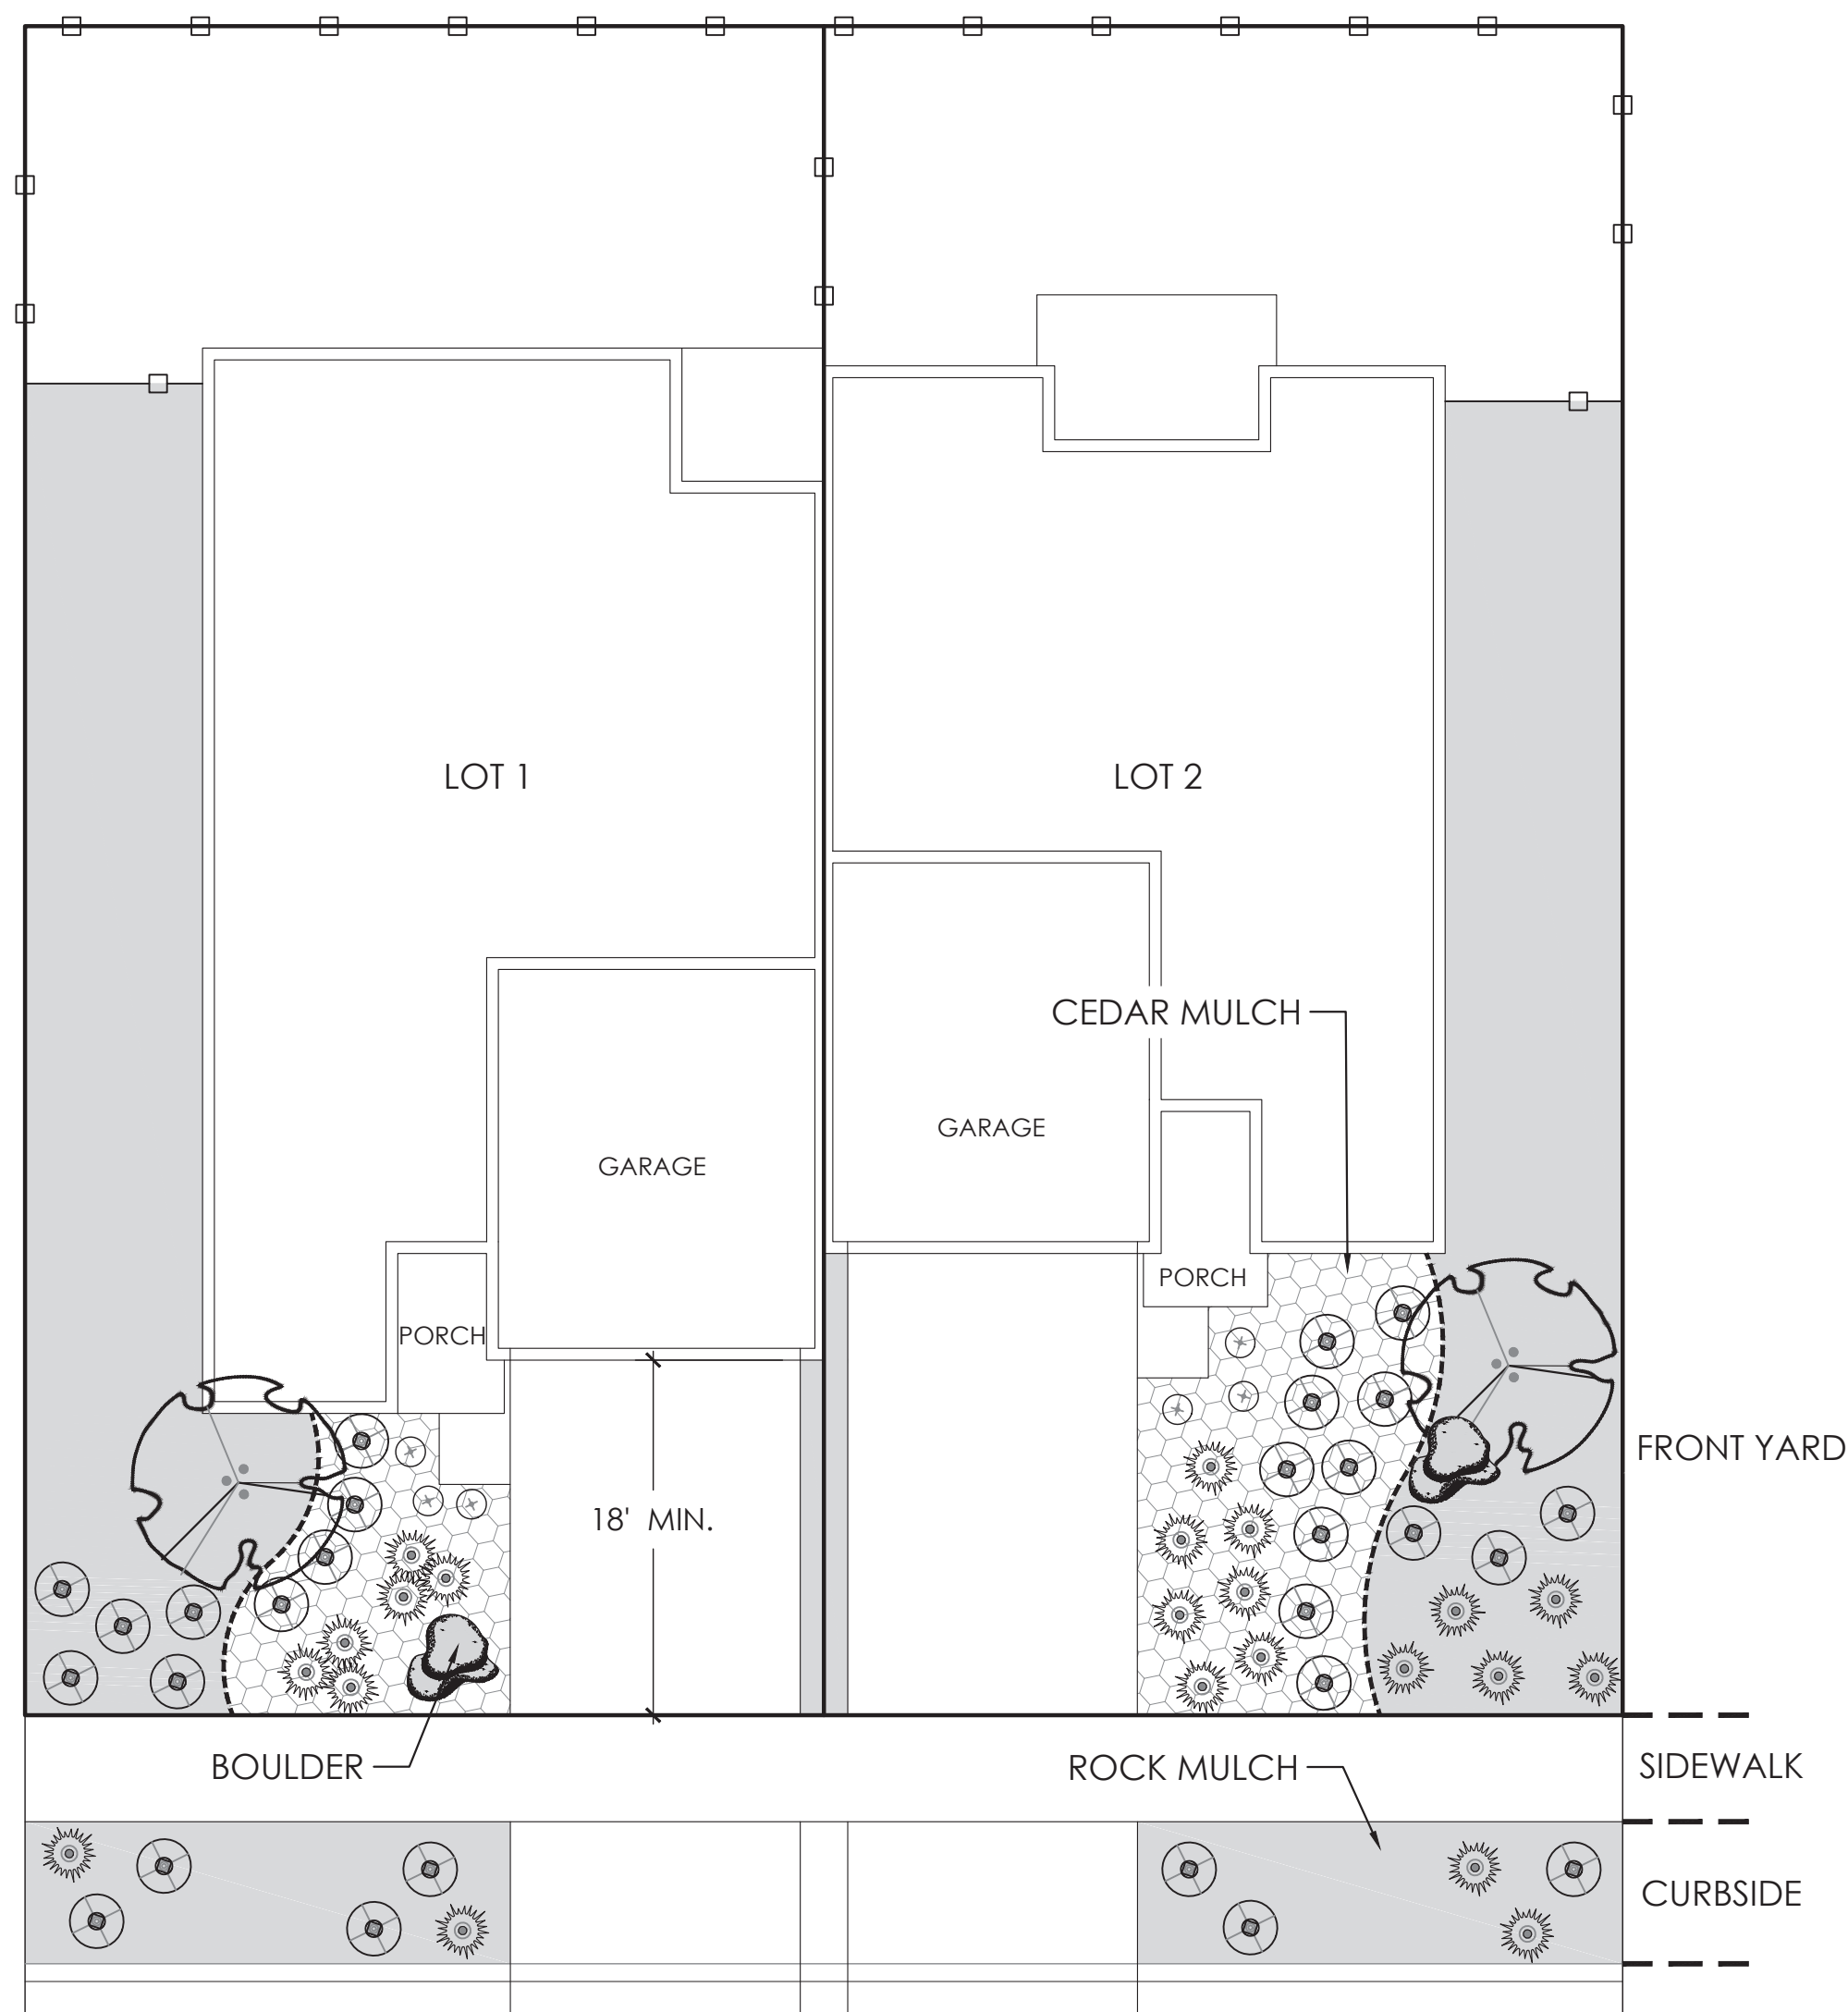 LOT 1
LOT 2
CEDAR MULCH
GARAGE
GARAGE
PORCH
PORCH
FRONT YARD
18' MIN.
BOULDER
ROCK MULCH
SIDEWALK
CURBSIDE